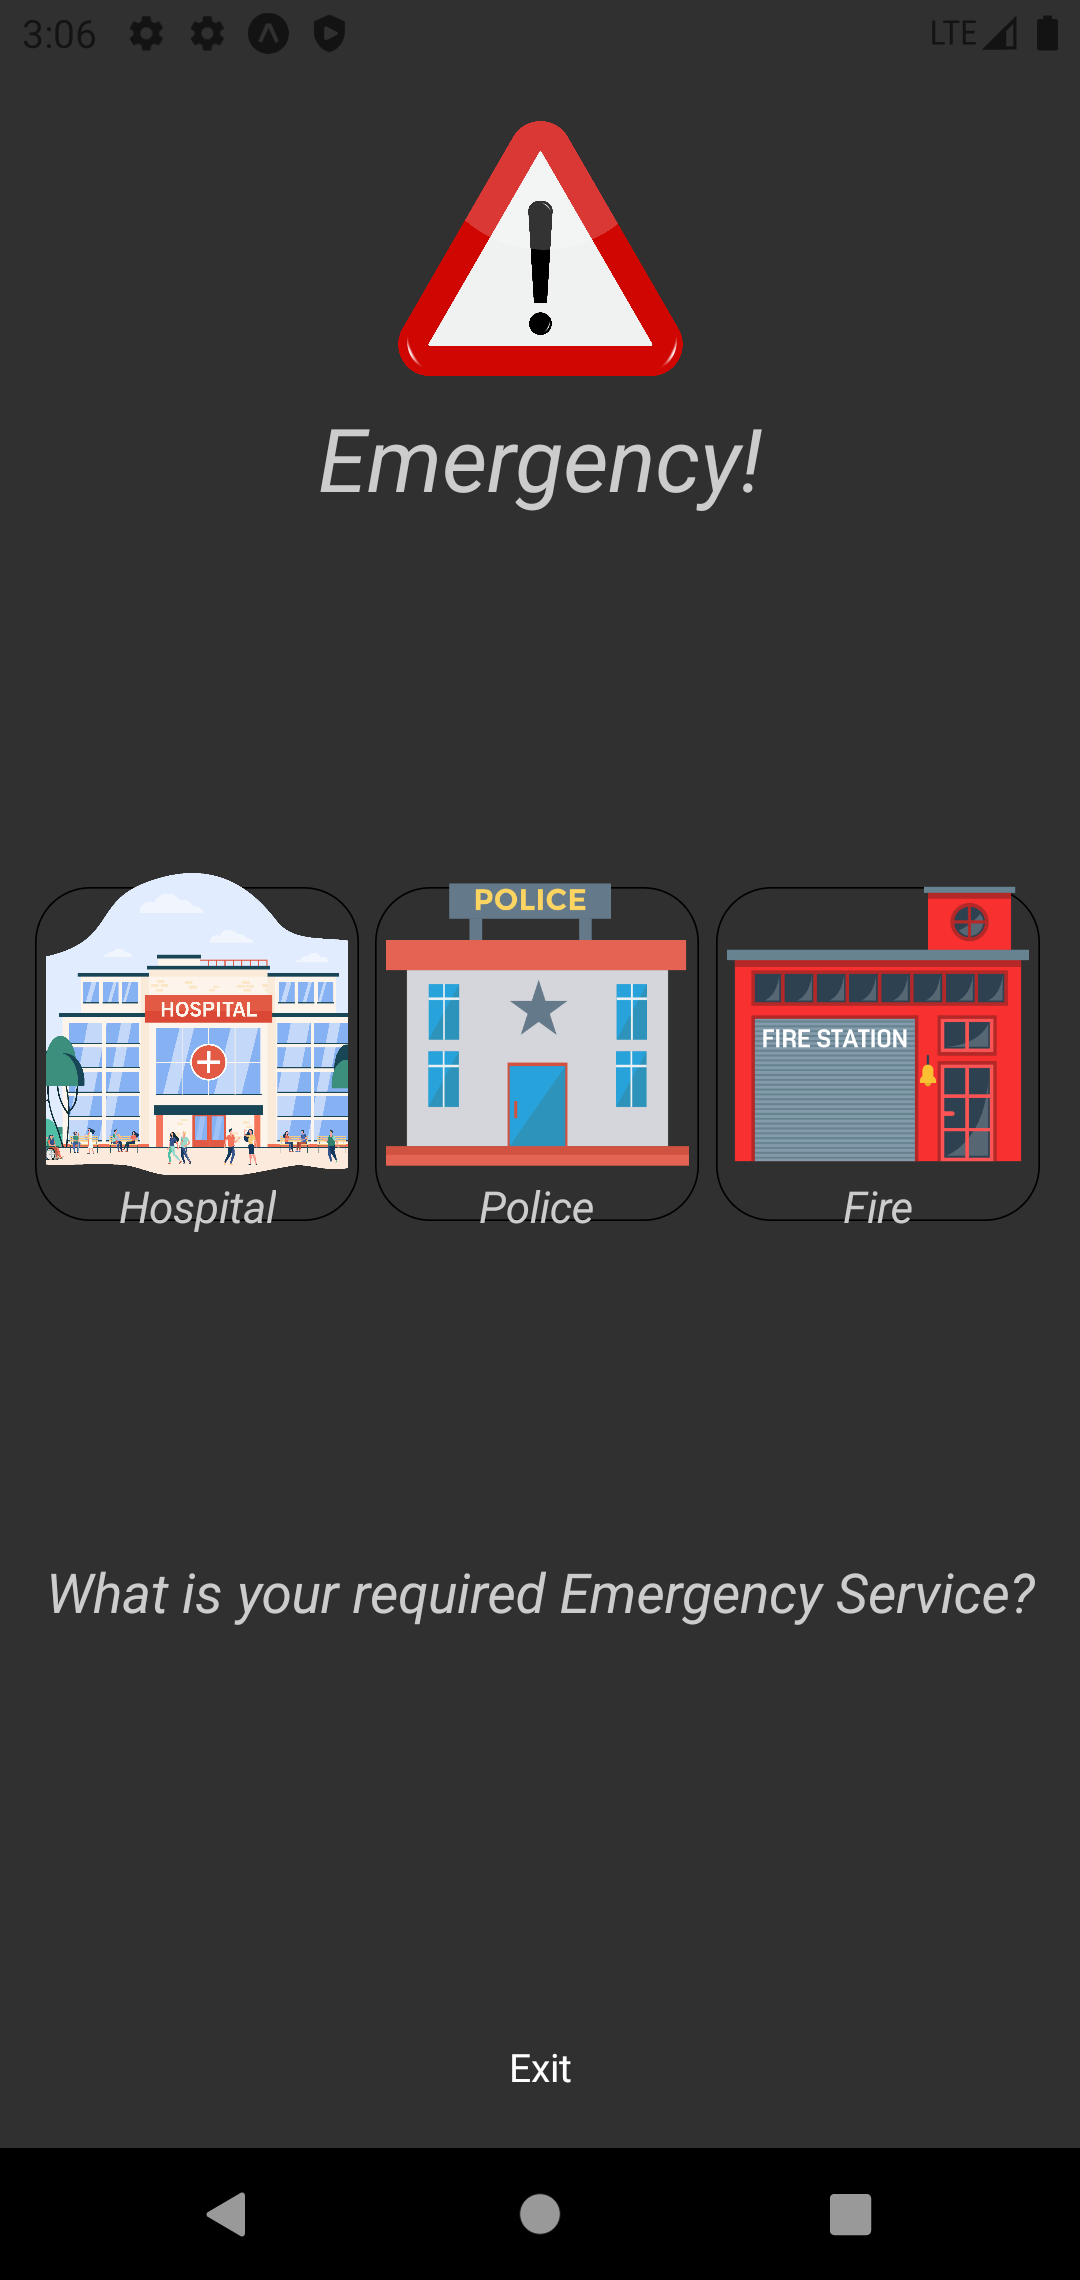 3:06
LTE
Emergency!
POLICE
HOSPITAL
FIRE STATION
Hospital
Police
Fire
What is your required Emergency Service?
Exit